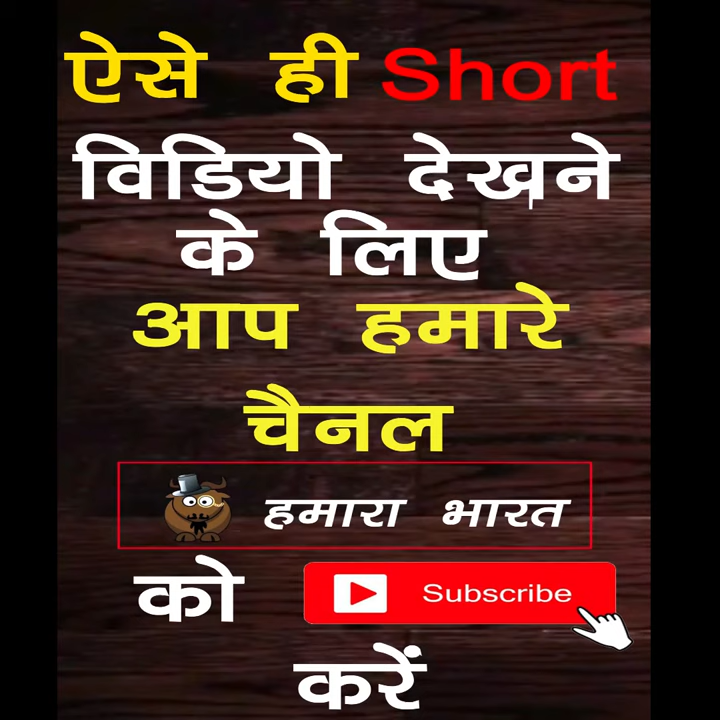 ऐसे ही Short
विडियो देखने
के लिए
आप हमारे
चैनल
हमारा भारत
को Subscribe
करें